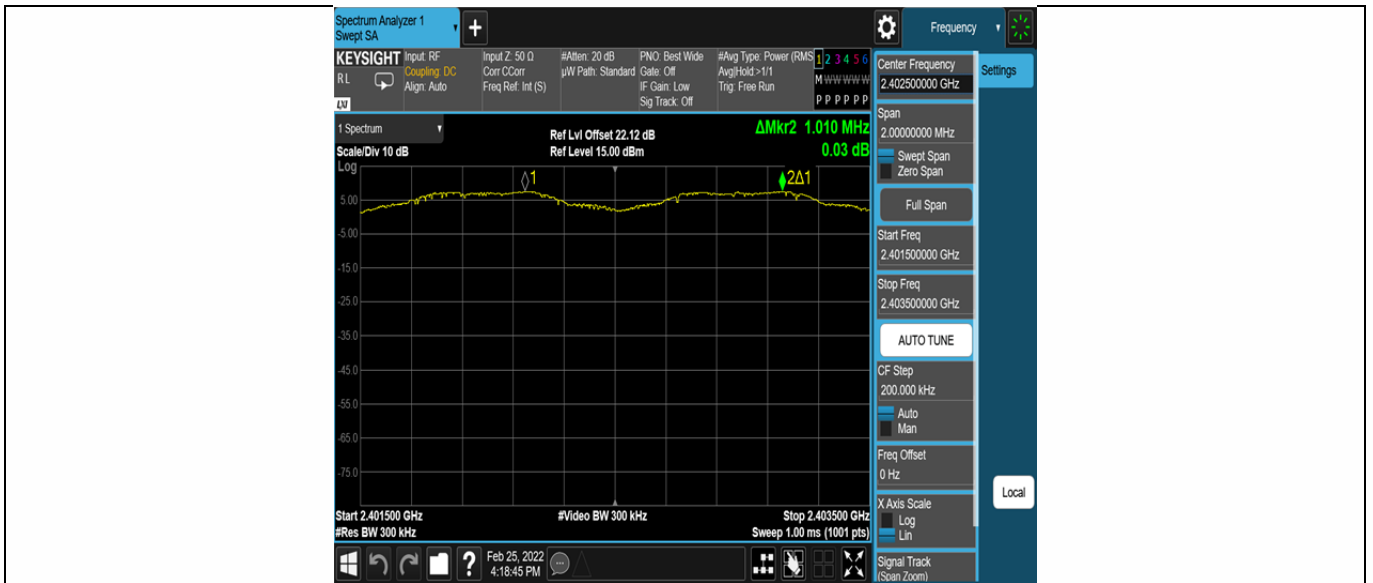 Spectrum Analyzer 1
Swept SA
+
Frequency
KEYSIGHT
RL
LXI
Input: RF
Coupling: DC
Align: Auto
Input Z: 50 Ω
Corr CCorr
Freq Ref: Int (S)
#Atten: 20 dB
µW Path: Standard
PNO: Best Wide
Gate: Off
IF Gain: Low
Sig Track: Off
#Avg Type: Power (RMS
Avg|Hold:>1/1
Trig: Free Run
1 2 3 4 5 6
M W W W W W
P P P P P P
1 Spectrum
Scale/Div 10 dB
Log
Ref Lvl Offset 22.12 dB
Ref Level 15.00 dBm
ΔMkr2 1.010 MHz
0.03 dB
1
2Δ1
5.00
-5.00
-15.0
-25.0
-35.0
-45.0
-55.0
-65.0
-75.0
Start 2.401500 GHz
#Res BW 300 kHz
#Video BW 300 kHz
Stop 2.403500 GHz
Sweep 1.00 ms (1001 pts)
Center Frequency
2.402500000 GHz
Settings
Span
2.00000000 MHz
Swept Span
Zero Span
Full Span
Start Freq
2.401500000 GHz
Stop Freq
2.403500000 GHz
AUTO TUNE
CF Step
200.000 kHz
Auto
Man
Freq Offset
0 Hz
X Axis Scale
Log
Lin
Local
Signal Track
(Span Zoom)
?
Feb 25, 2022
4:18:45 PM